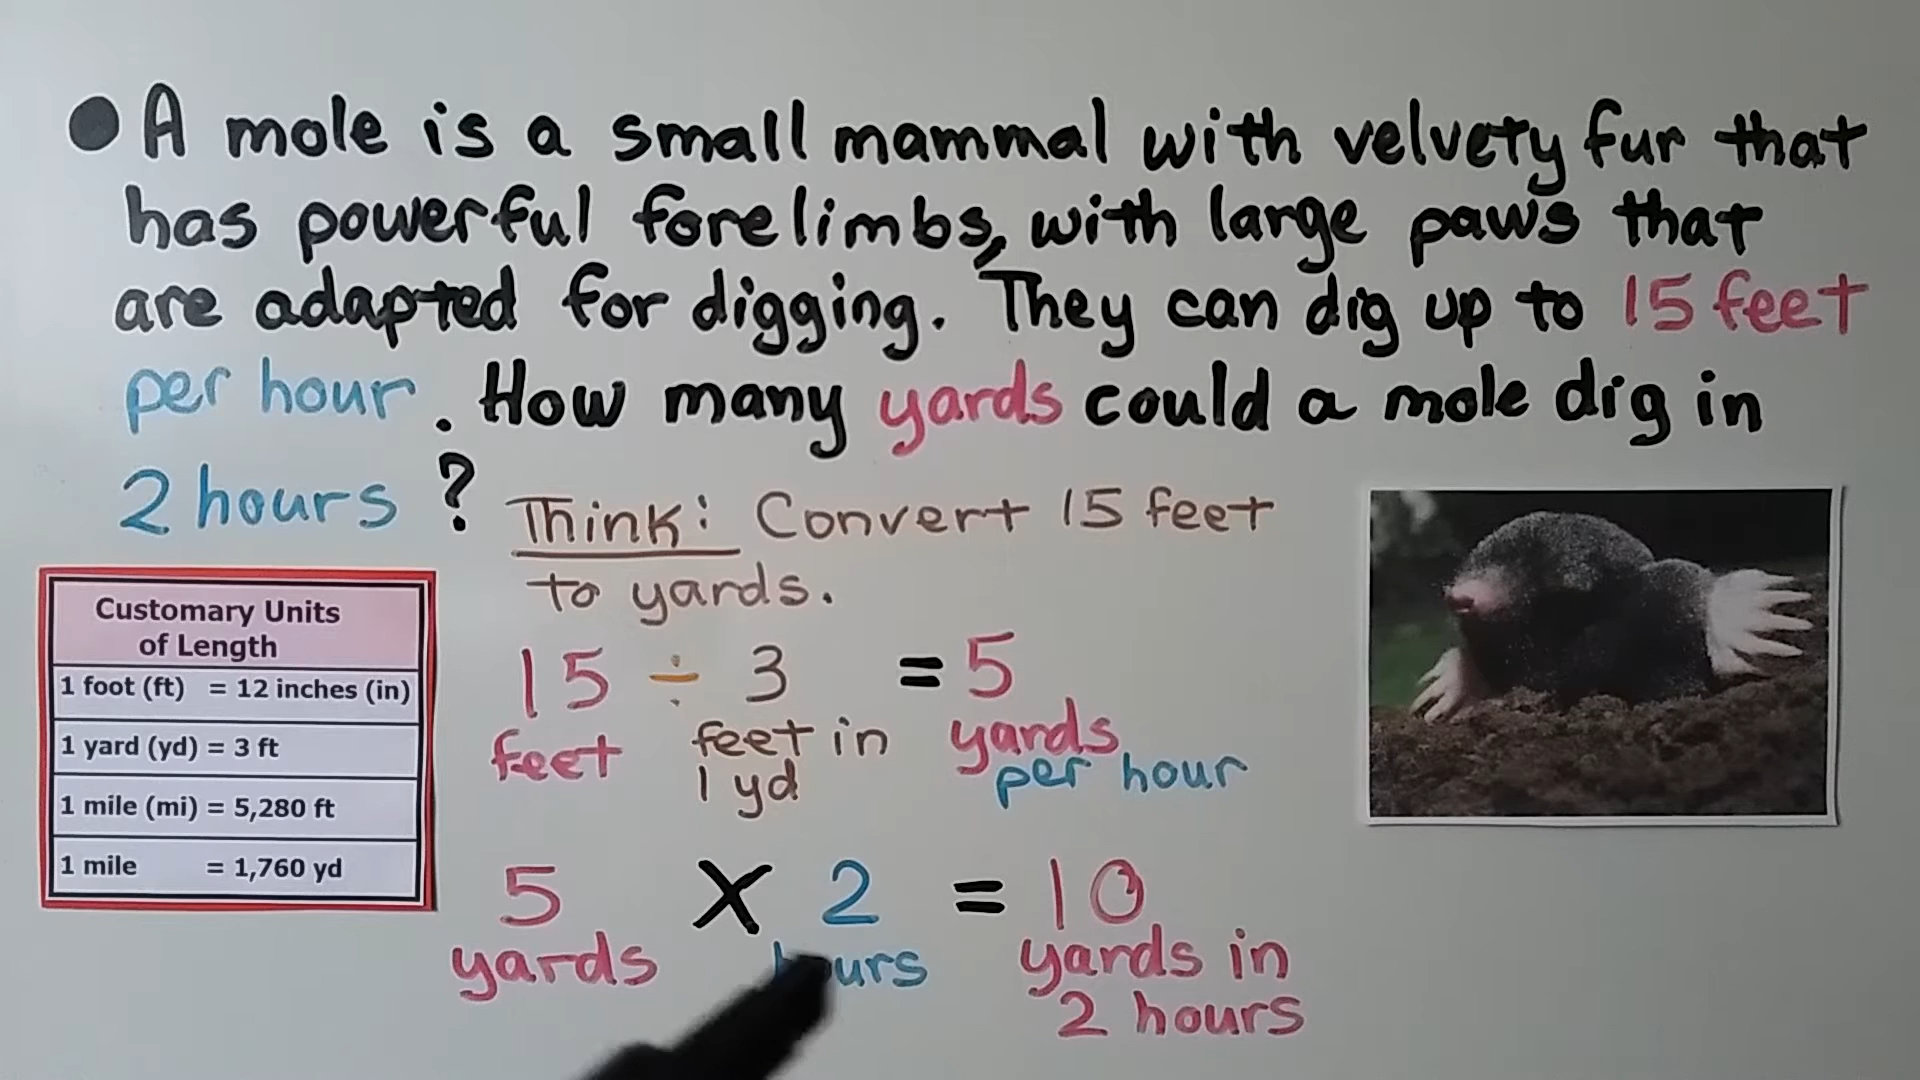 A mole is a small mammal with velvety fur that
has powerful forelimbs, with large paws that
are adapted for digging. They can dig up to 15 feet
per hour. How many yards could a mole dig in
2 hours?
Think: Convert 15 feet
to yards.
Customary Units
of Length
1 foot (ft) = 12 inches (in)
1 yard (yd) = 3 ft
1 mile (mi) = 5,280 ft
1 mile = 1,760 yd
15 ÷ 3 = 5
feet feet in yards
1 yd per hour
5 X 2 = 10
yards hours yards in
2 hours